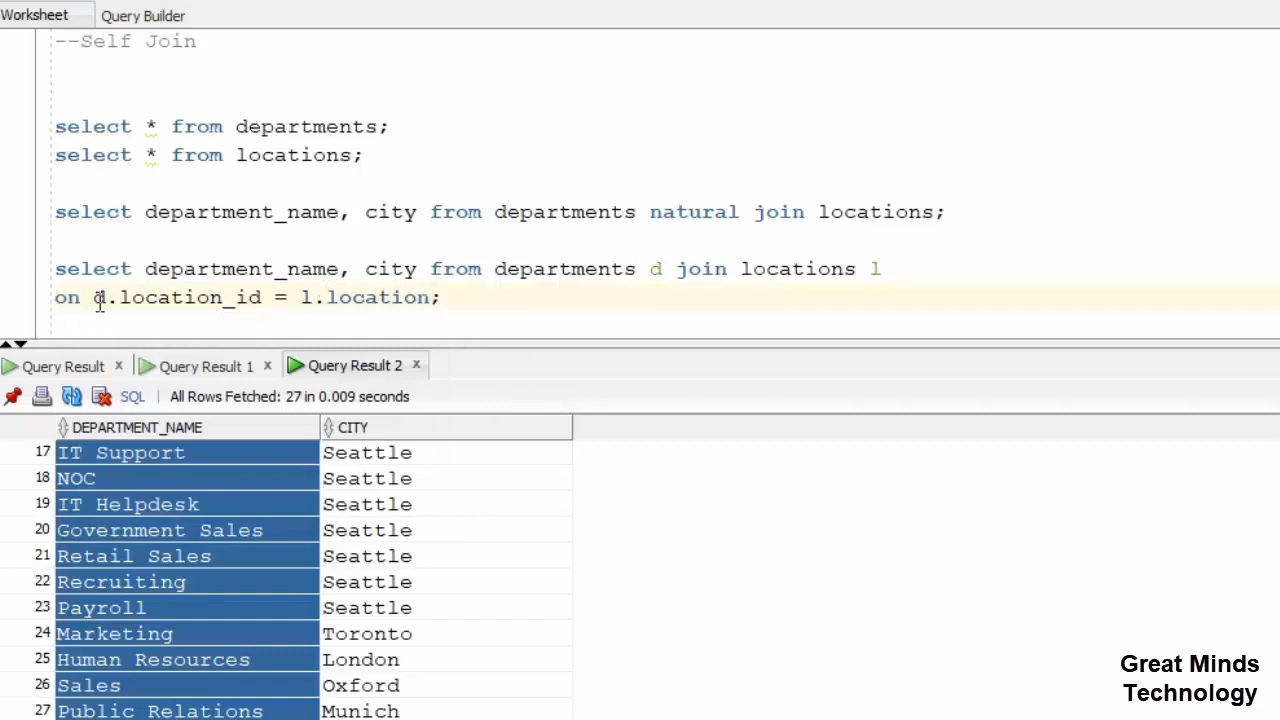 Worksheet Query Builder
--Self Join
select * from departments;
select * from locations;
select department_name, city from departments natural join locations;
select department_name, city from departments d join locations l
on d.location_id = l.location;
Query Result x Query Result 1 x Query Result 2 x
SQL All Rows Fetched: 27 in 0.009 seconds
DEPARTMENT_NAME CITY
17 IT Support Seattle
18 NOC Seattle
19 IT Helpdesk Seattle
20 Government Sales Seattle
21 Retail Sales Seattle
22 Recruiting Seattle
23 Payroll Seattle
24 Marketing Toronto
25 Human Resources London
26 Sales Oxford
27 Public Relations Munich
Great Minds
Technology